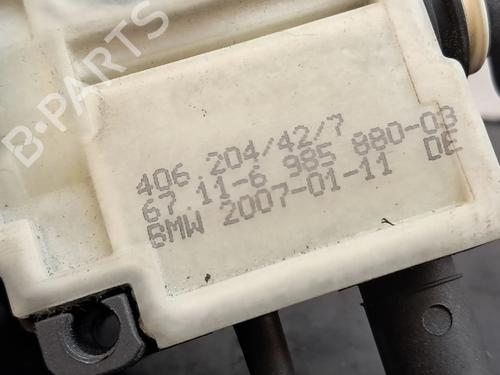 B-PARTS
406 204/42/7
67.11-6 985 880-03
BMW 2007-01-11 DE